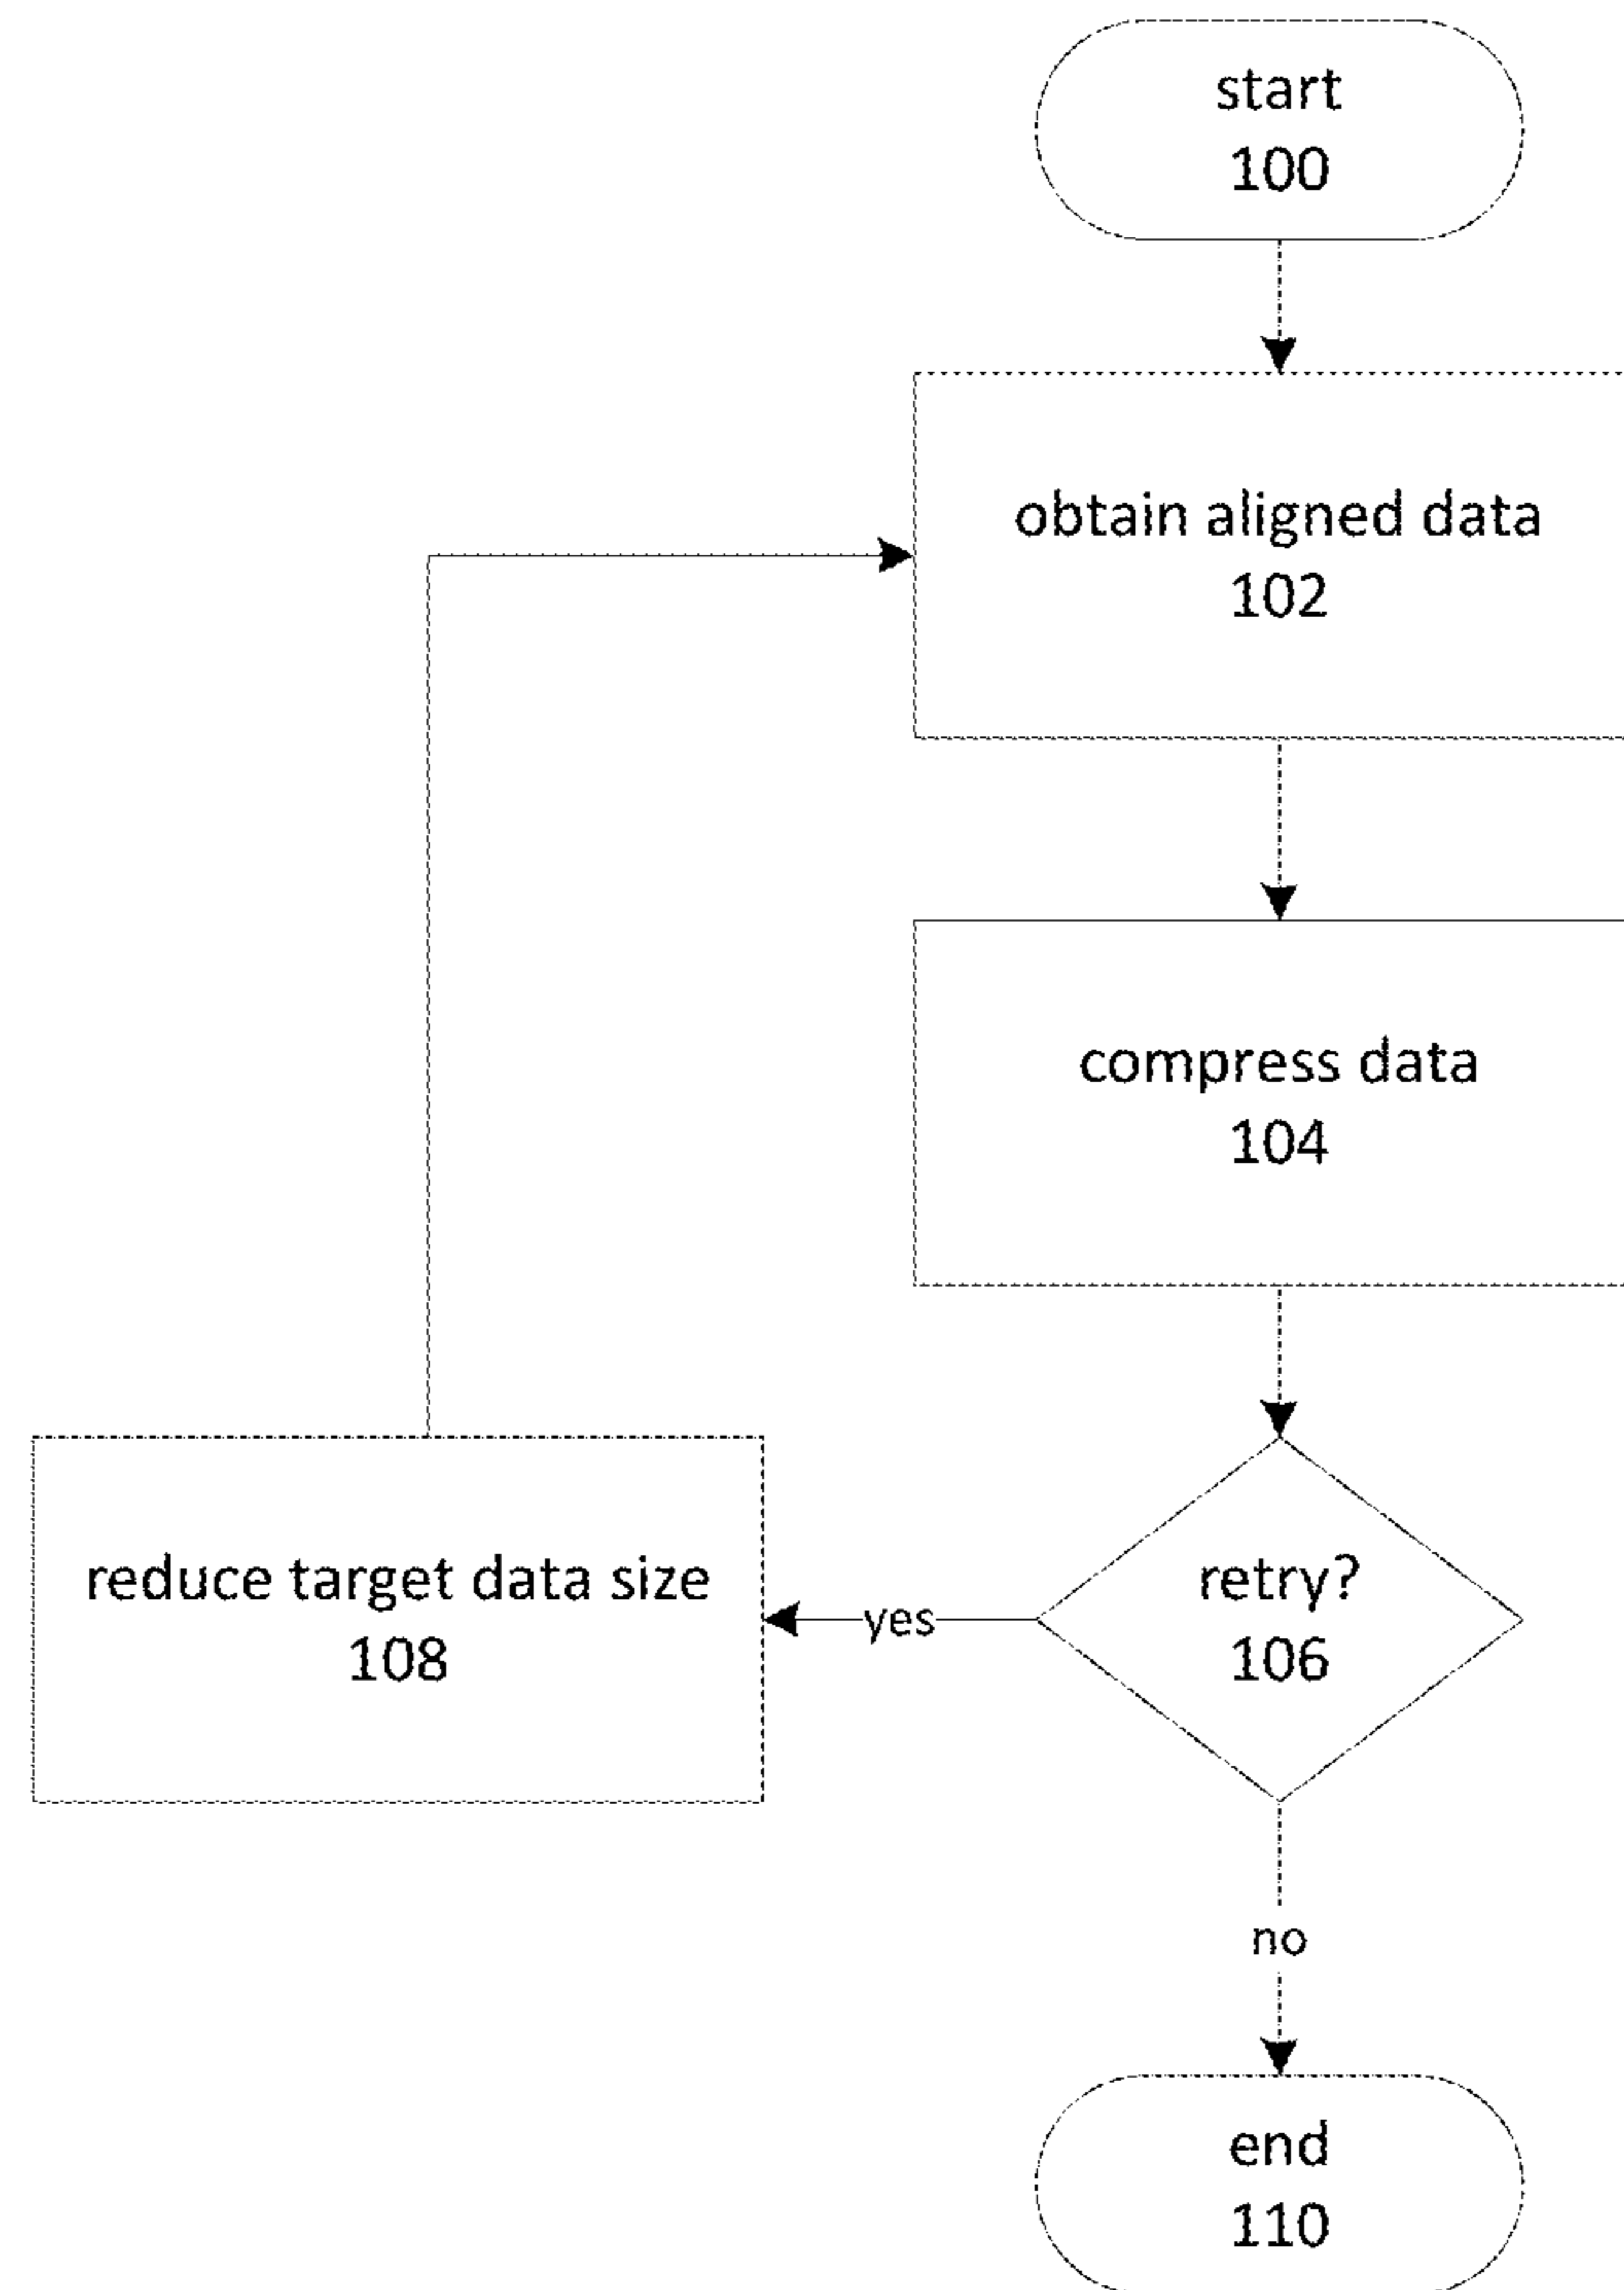 start
100
obtain aligned data
102
compress data
104
retry?
106
yes
reduce target data size
108
no
end
110